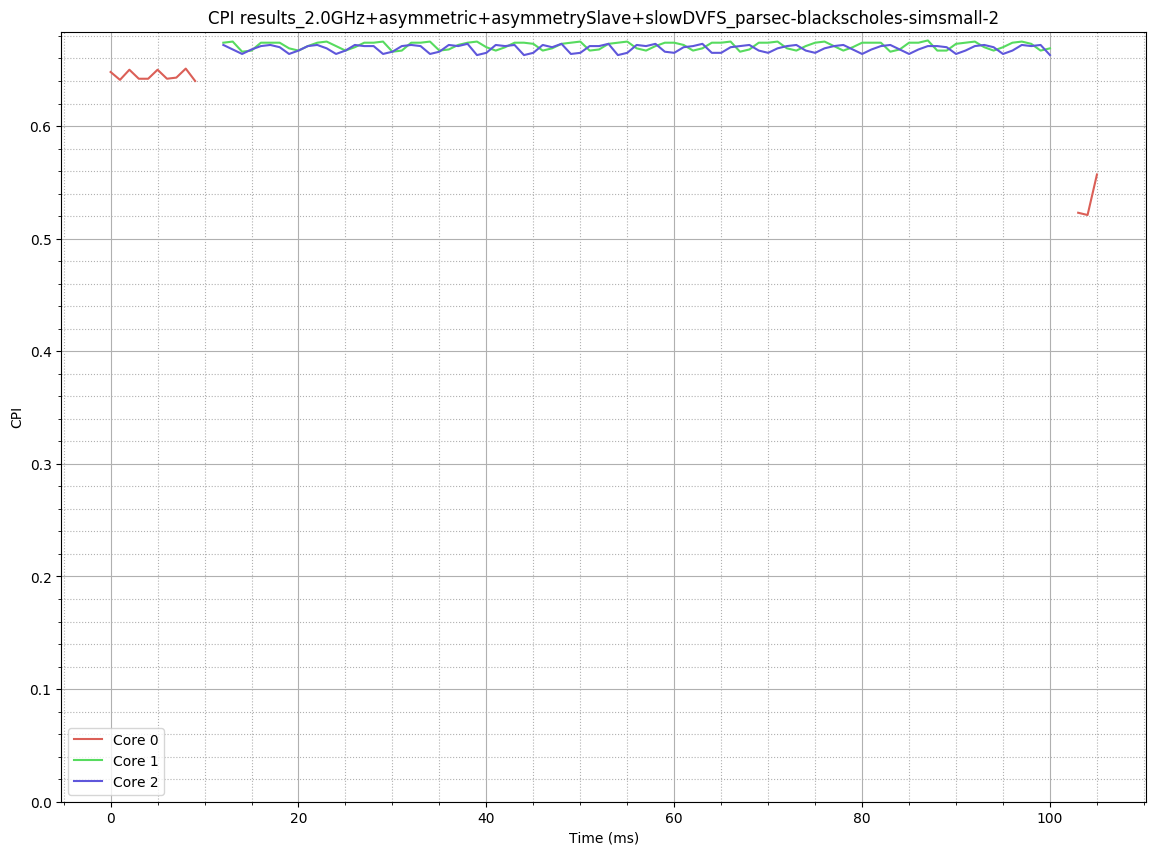 CPI results_2.0GHz+asymmetric+asymmetrySlave+slowDVFS_parsec-blackscholes-simsmall-2
CPI
0.6
0.5
0.4
0.3
0.2
0.1
0.0
Core 0
Core 1
Core 2
0 20 40 60 80 100
Time (ms)